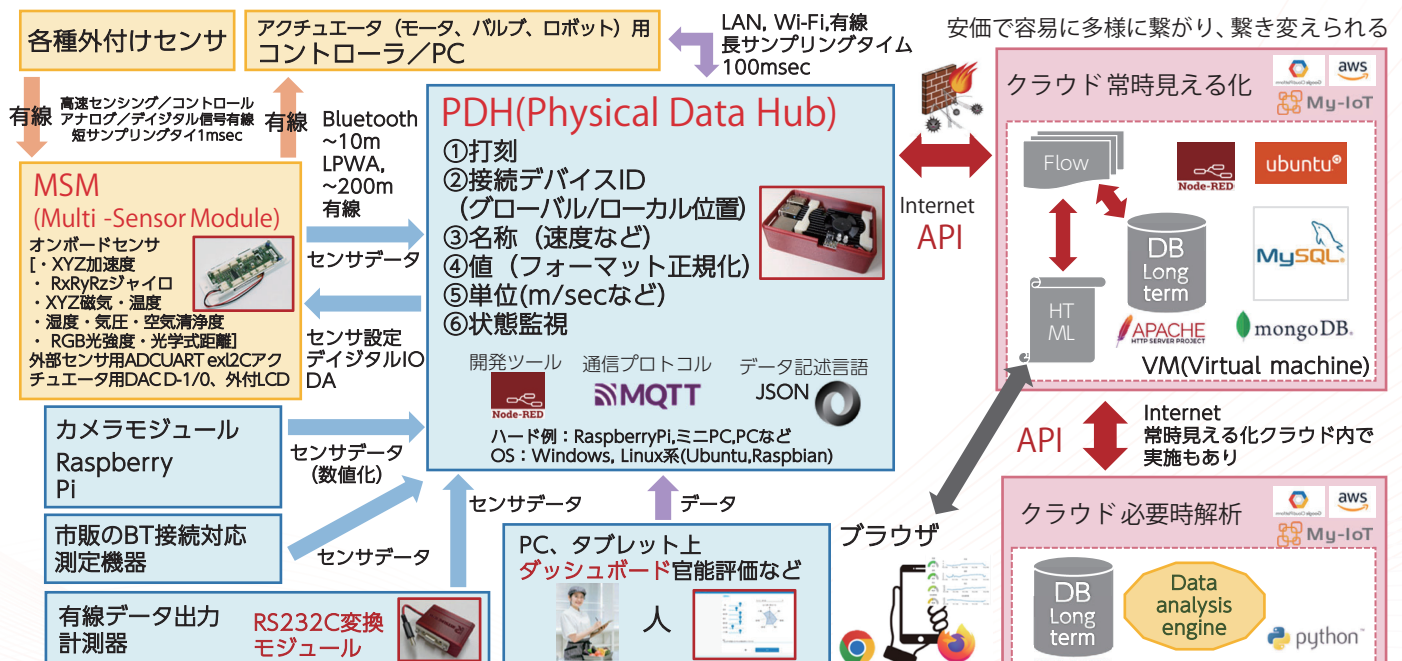 各種外付けセンサ
アクチュエータ（モータ、バルブ、ロボット）用
コントローラ／PC
LAN, Wi-Fi,有線
長サンプリングタイム
100msec
安価で容易に多様に繋がり、繋き変えられる
有線
高速センシング／コントロール
アナログ／デイジタル信号有線
短サンプリングタイ1msec
有線
Bluetooth
~10m
LPWA,
~200m
有線
MSM
(Multi -Sensor Module)
オンボードセンサ
[・XYZ加速度
・ RxRyRzジャイロ
・XYZ磁気・温度
・湿度・気圧・空気清浄度
・ RGB光強度・光学式距離]
外部センサ用ADCUART exl2Cアク
チュエータ用DAC D-1/0、外付LCD
センサデータ
センサ設定
デイジタルIO
DA
PDH(Physical Data Hub)
①打刻
②接続デバイスID
（グローバル/ローカル位置)
③名称（速度など）
④値（フォーマット正規化）
⑤単位(m/secなど)
⑥状態監視
開発ツール
通信プロトコル
データ記述言語
Node-RED
MQTT
JSON
ハード例：RaspberryPi,ミニPC,PCなど
OS：Windows, Linux系(Ubuntu,Raspbian)
Internet
API
クラウド 常時見える化
aws
My-IoT
Flow
Node-RED
ubuntu®
DB
Long
term
MySQL®
HT
ML
APACHE
HTTP SERVER PROJECT
mongoDB®
VM(Virtual machine)
API
Internet
常時見える化クラウド内で
実施もあり
クラウド 必要時解析
aws
My-IoT
DB
Long
term
Data
analysis
engine
python™
カメラモジュール
Raspberry
Pi
センサデータ
(数値化)
市販のBT接続対応
測定機器
センサデータ
有線データ出力
計測器
RS232C変換
モジュール
センサデータ
データ
PC、タブレット上
ダッシュボード官能評価など
人
ブラウザ